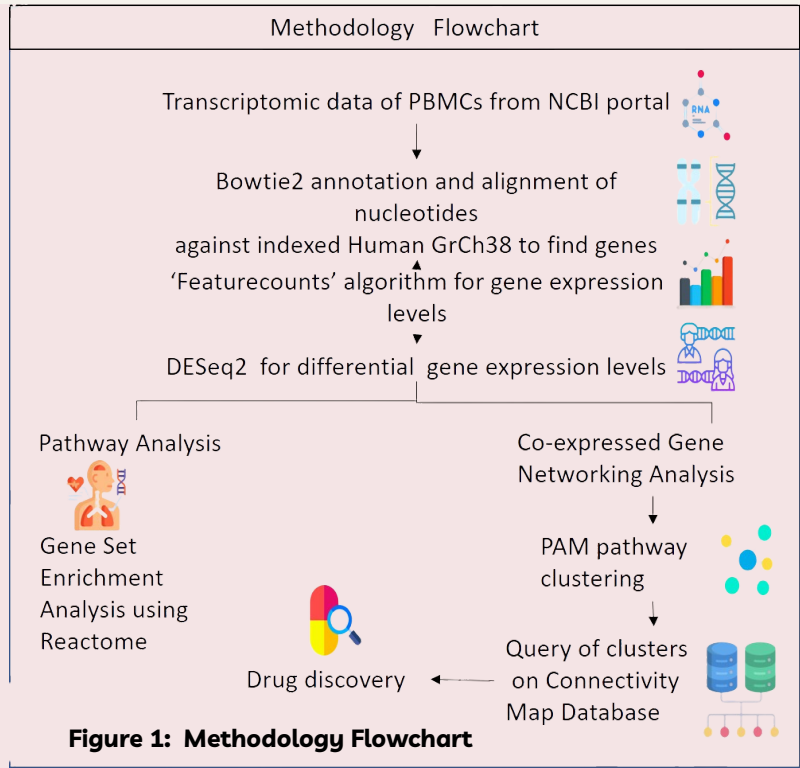 Methodology Flowchart
Transcriptomic data of PBMCs from NCBI portal
RNA
Bowtie2 annotation and alignment of
nucleotides
against indexed Human GrCh38 to find genes
‘Featurecounts’ algorithm for gene expression
levels
DESeq2 for differential gene expression levels
Pathway Analysis
Gene Set
Enrichment
Analysis using
Reactome
Co-expressed Gene
Networking Analysis
PAM pathway
clustering
Query of clusters
on Connectivity
Map Database
Drug discovery
Figure 1: Methodology Flowchart